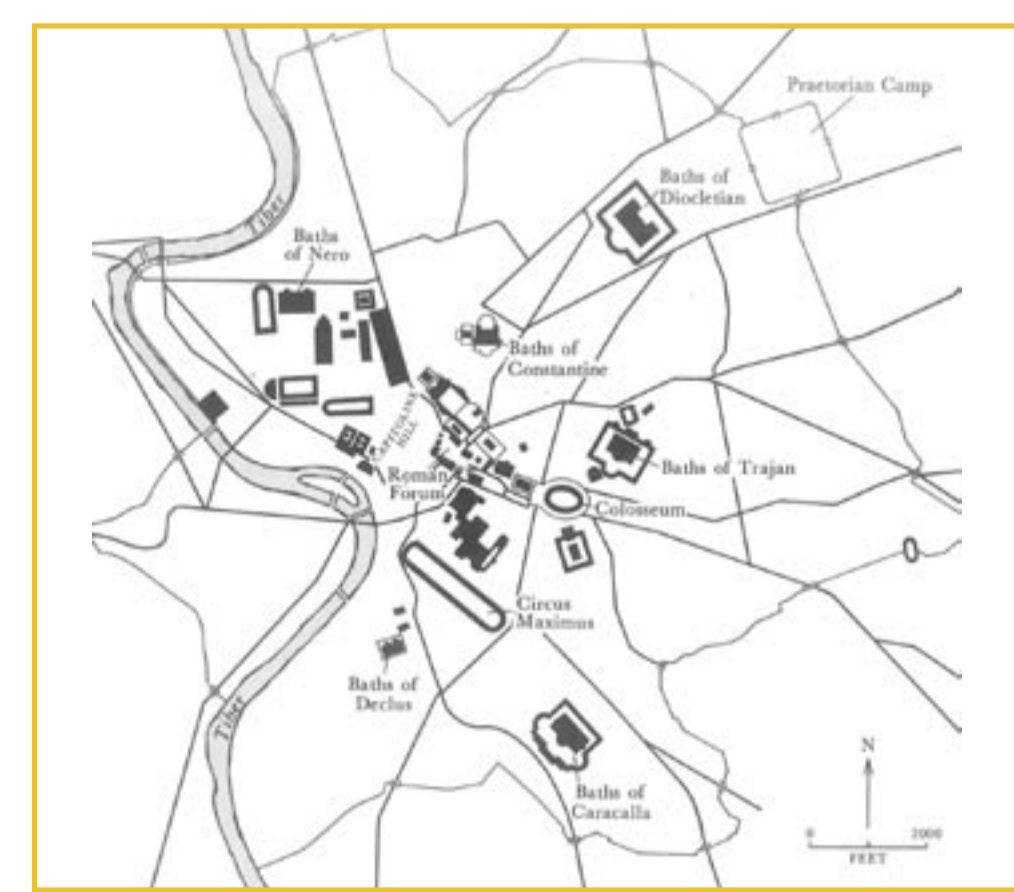 Praetorian Camp
Baths of
Diocletian
Tiber
Baths
of Nero
Baths of
Constantine
CAPITOLINE
HILL
Roman
Forum
Baths of Trajan
Colosseum
Circus
Maximus
Baths of
Declus
Tiber
Baths of
Caracalla
N
0 2000
FEET